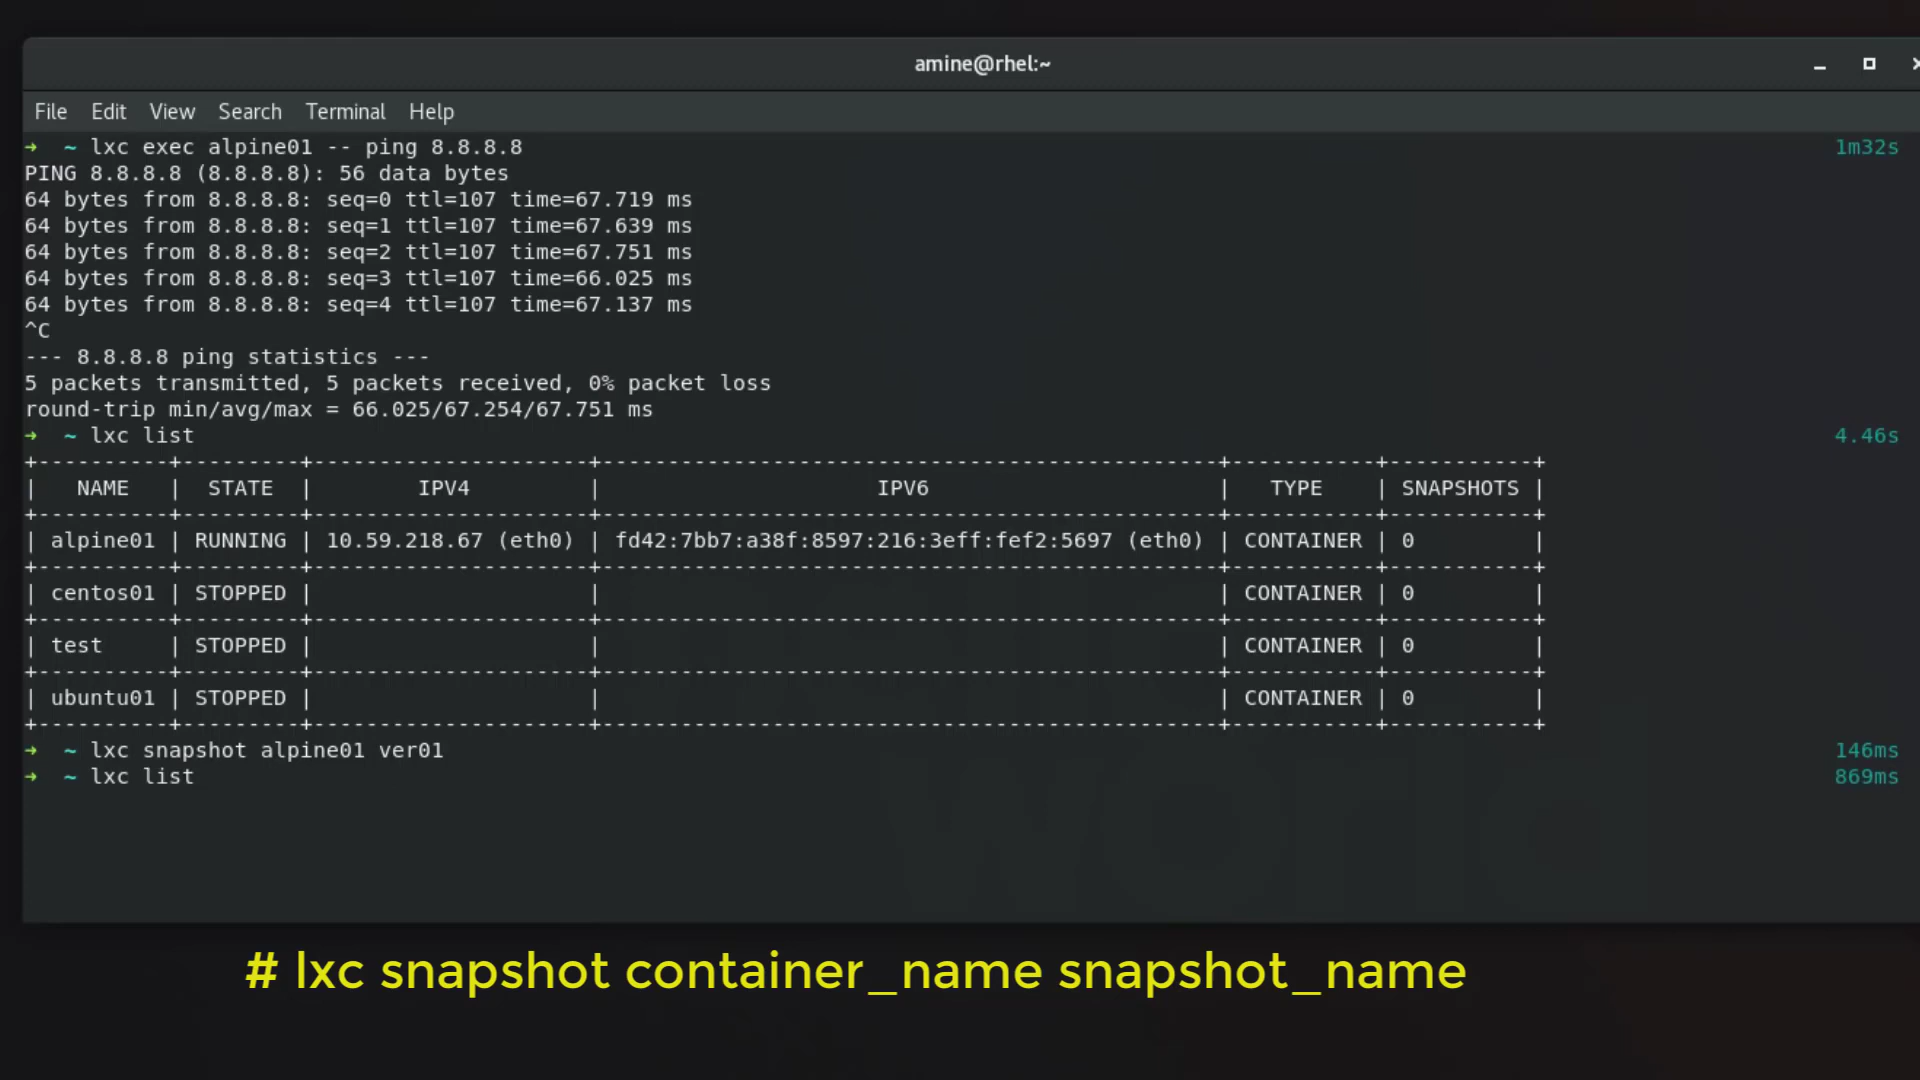 amine@rhel:~
File Edit View Search Terminal Help
➜ ~ lxc exec alpine01 -- ping 8.8.8.8 1m32s
PING 8.8.8.8 (8.8.8.8): 56 data bytes
64 bytes from 8.8.8.8: seq=0 ttl=107 time=67.719 ms
64 bytes from 8.8.8.8: seq=1 ttl=107 time=67.639 ms
64 bytes from 8.8.8.8: seq=2 ttl=107 time=67.751 ms
64 bytes from 8.8.8.8: seq=3 ttl=107 time=66.025 ms
64 bytes from 8.8.8.8: seq=4 ttl=107 time=67.137 ms
^C
--- 8.8.8.8 ping statistics ---
5 packets transmitted, 5 packets received, 0% packet loss
round-trip min/avg/max = 66.025/67.254/67.751 ms
➜ ~ lxc list 4.46s
+----------+---------+---------------------+-----------------------------------------------+-----------+-----------+
| NAME | STATE | IPV4 | IPV6 | TYPE | SNAPSHOTS |
+----------+---------+---------------------+-----------------------------------------------+-----------+-----------+
| alpine01 | RUNNING | 10.59.218.67 (eth0) | fd42:7bb7:a38f:8597:216:3eff:fef2:5697 (eth0) | CONTAINER | 0 |
+----------+---------+---------------------+-----------------------------------------------+-----------+-----------+
| centos01 | STOPPED | | | CONTAINER | 0 |
+----------+---------+---------------------+-----------------------------------------------+-----------+-----------+
| test | STOPPED | | | CONTAINER | 0 |
+----------+---------+---------------------+-----------------------------------------------+-----------+-----------+
| ubuntu01 | STOPPED | | | CONTAINER | 0 |
+----------+---------+---------------------+-----------------------------------------------+-----------+-----------+
➜ ~ lxc snapshot alpine01 ver01 146ms
➜ ~ lxc list 869ms
world
# lxc snapshot container_name snapshot_name